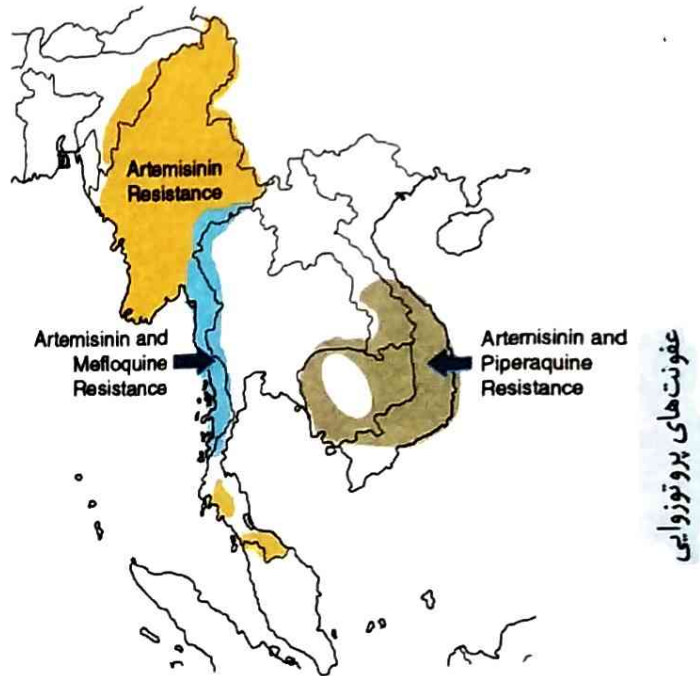 Artemisinin
Resistance
Artemisinin and
Mefloquine
Resistance
Artemisinin and
Piperaquine
Resistance
عفونت‌های پروتوزوایی